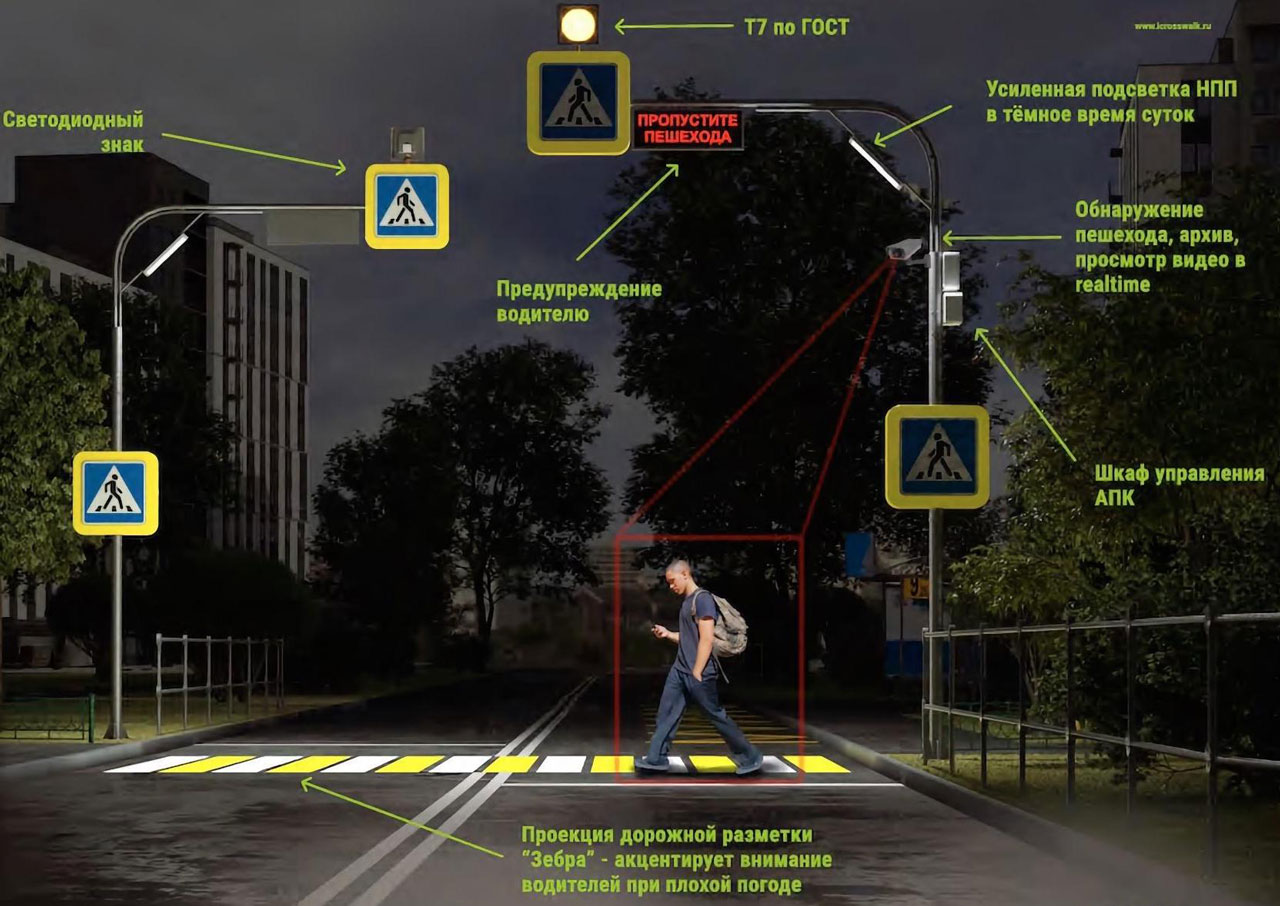 Т7 по ГОСТ
www.icrosswalk.ru
Усиленная подсветка НПП
в тёмное время суток
Светодиодный
знак
ПРОПУСТИТЕ
ПЕШЕХОДА
Обнаружение
пешехода, архив,
просмотр видео в
realtime
Предупреждение
водителю
Шкаф управления
АПК
Проекция дорожной разметки
"Зебра" - акцентирует внимание
водителей при плохой погоде